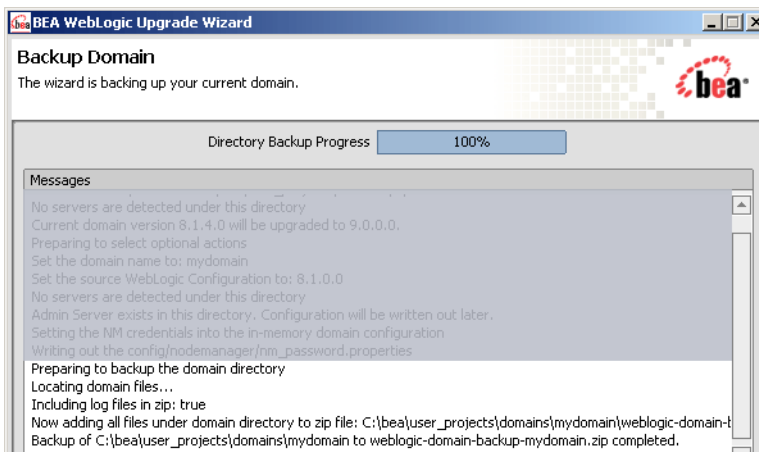 bea BEA WebLogic Upgrade Wizard
Backup Domain
The wizard is backing up your current domain.
bea
Directory Backup Progress 100%
Messages
No servers are detected under this directory
Current domain version 8.1.4.0 will be upgraded to 9.0.0.0.
Preparing to select optional actions
Set the domain name to: mydomain
Set the source WebLogic Configuration to: 8.1.0.0
No servers are detected under this directory
Admin Server exists in this directory. Configuration will be written out later.
Setting the NM credentials into the in-memory domain configuration
Writing out the config/nodemanager/nm_password.properties
Preparing to backup the domain directory
Locating domain files...
Including log files in zip: true
Now adding all files under domain directory to zip file: C:\bea\user_projects\domains\mydomain\weblogic-domain-b
Backup of C:\bea\user_projects\domains\mydomain to weblogic-domain-backup-mydomain.zip completed.